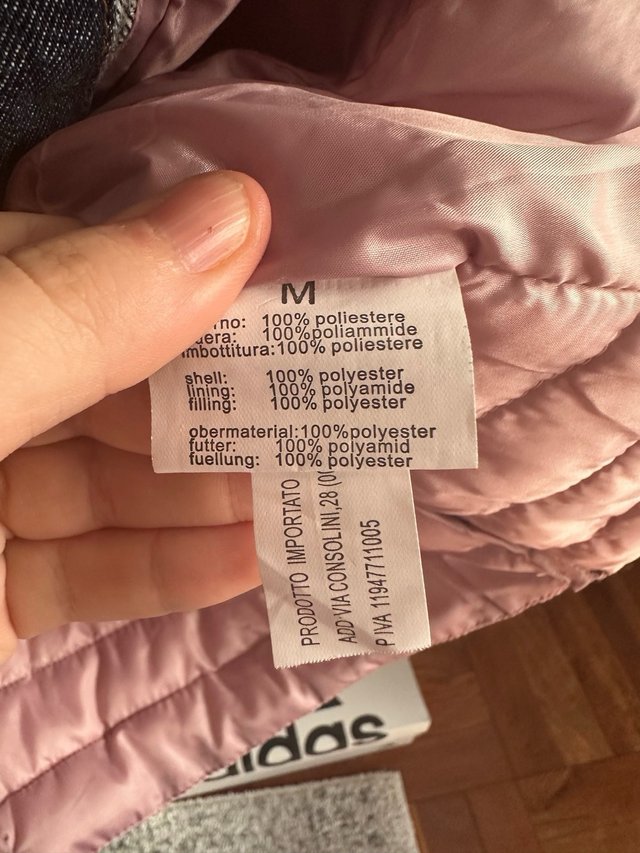 M
100% poliestere
100%poliammide
100% poliestere
shell: 100% polyester
lining: 100% polyamide
filling: 100% polyester
obermaterial:100%polyester
futter: 100% polyamid
fuellung: 100% polyester
PRODOTTO IMPORTATO
ADD VIA CONSOLINI,28
P IVA 11947711005